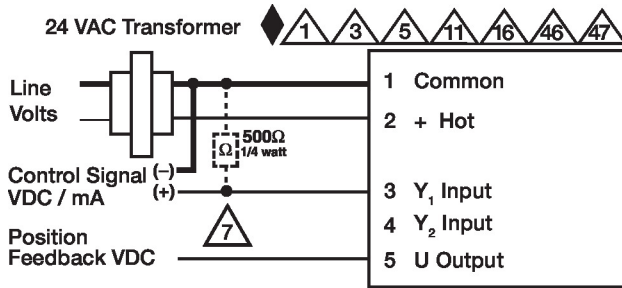 24 VAC Transformer
1 3 5 11 16 46 47
Line
Volts
1 Common
2 + Hot
Ω
500Ω
1/4 watt
Control Signal (–)
VDC / mA (+)
3 Y1 Input
4 Y2 Input
7
Position
Feedback VDC
5 U Output